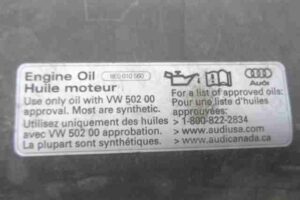 Engine Oil
Huile moteur
Use only oil with VW 502 00
approval. Most are synthetic.
Utilisez uniquement des huiles
avec VW 502 00 approbation.
La plupart sont synthétiques.
Audi
For a list of approved oils:
Pour une liste d'huiles
approuvées:
> 1-800-822-2834
> www.audiusa.com
> www.audicanada.ca